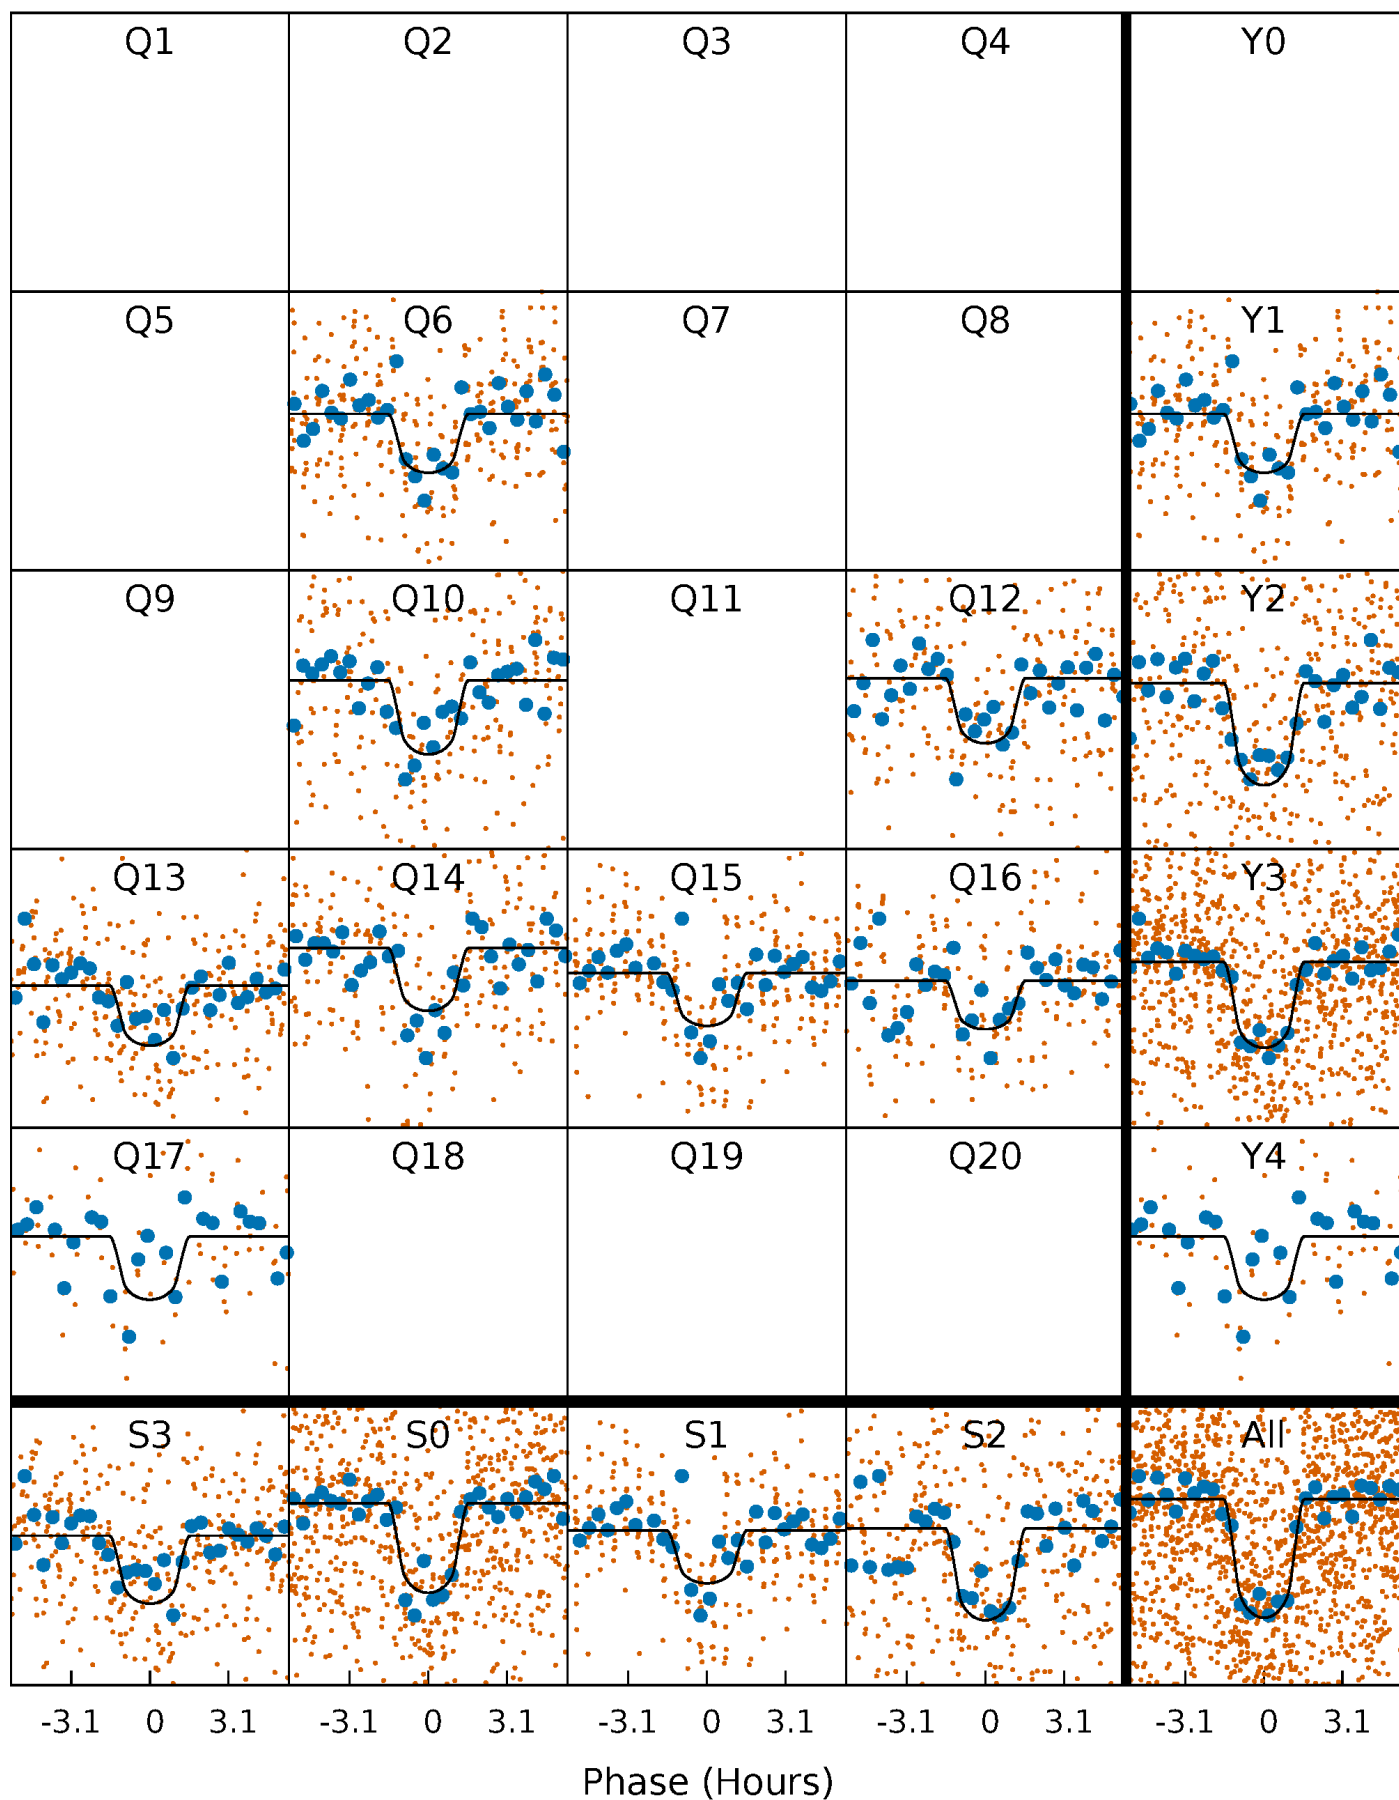 Q1 Q2 Q3 Q4 Y0
Q5 Q6 Q7 Q8 Y1
Q9 Q10 Q11 Q12 Y2
Q13 Q14 Q15 Q16 Y3
Q17 Q18 Q19 Q20 Y4
S3 S0 S1 S2 All
-3.1 0 3.1 -3.1 0 3.1 -3.1 0 3.1 -3.1 0 3.1 -3.1 0 3.1
Phase (Hours)